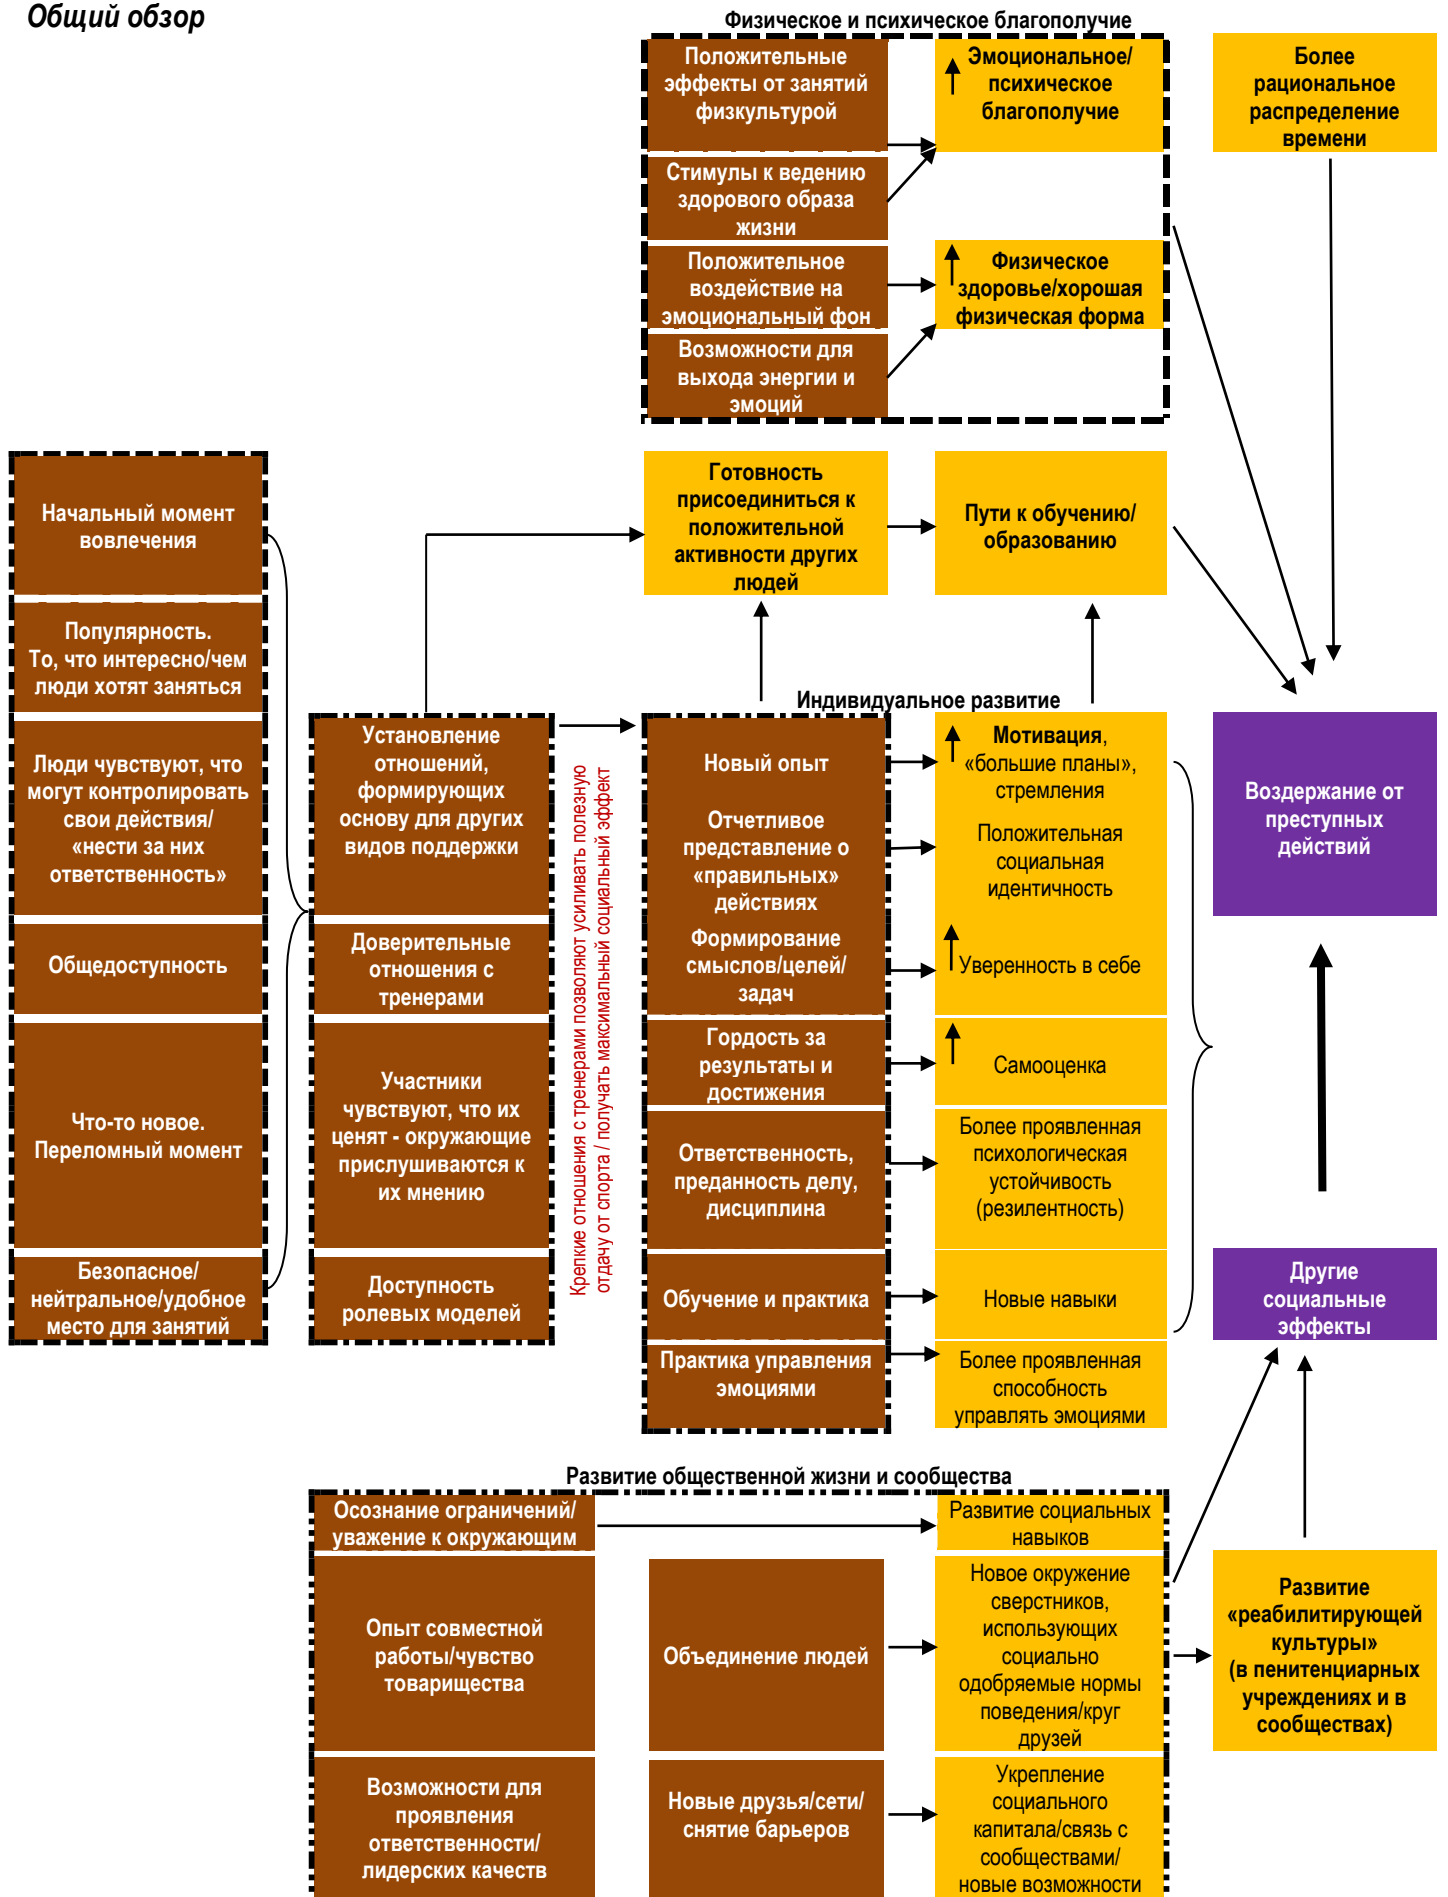 Общий обзор
Физическое и психическое благополучие
Положительные
эффекты от занятий
физкультурой
Эмоциональное/
психическое
благополучие
Более
рациональное
распределение
времени
Стимулы к ведению
здорового образа
жизни
Положительное
воздействие на
эмоциональный фон
Физическое
здоровье/хорошая
физическая форма
Возможности для
выхода энергии и
эмоций
Начальный момент
вовлечения
Готовность
присоединиться к
положительной
активности других
людей
Пути к обучению/
образованию
Популярность.
То, что интересно/чем
люди хотят заняться
Люди чувствуют, что
могут контролировать
свои действия/
«нести за них
ответственность»
Общедоступность
Что-то новое.
Переломный момент
Безопасное/
нейтральное/удобное
место для занятий
Установление
отношений,
формирующих
основу для других
видов поддержки
Доверительные
отношения с
тренерами
Участники
чувствуют, что их
ценят - окружающие
прислушиваются к
их мнению
Доступность
ролевых моделей
Крепкие отношения с тренерами позволяют усиливать полезную
отдачу от спорта / получать максимальный социальный эффект
Индивидуальное развитие
Новый опыт
Отчетливое
представление о
«правильных»
действиях
Формирование
смыслов/целей/
задач
Гордость за
результаты и
достижения
Ответственность,
преданность делу,
дисциплина
Обучение и практика
Практика управления
эмоциями
Мотивация,
«большие планы»,
стремления
Положительная
социальная
идентичность
Уверенность в себе
Самооценка
Более проявленная
психологическая
устойчивость
(резилентность)
Новые навыки
Более проявленная
способность
управлять эмоциями
Воздержание от
преступных
действий
Другие
социальные
эффекты
Развитие общественной жизни и сообщества
Осознание ограничений/
уважение к окружающим
Развитие социальных
навыков
Опыт совместной
работы/чувство
товарищества
Объединение людей
Новое окружение
сверстников,
использующих
социально
одобряемые нормы
поведения/круг
друзей
Развитие
«реабилитирующей
культуры»
(в пенитенциарных
учреждениях и в
сообществах)
Возможности для
проявления
ответственности/
лидерских качеств
Новые друзья/сети/
снятие барьеров
Укрепление
социального
капитала/связь с
сообществами/
новые возможности